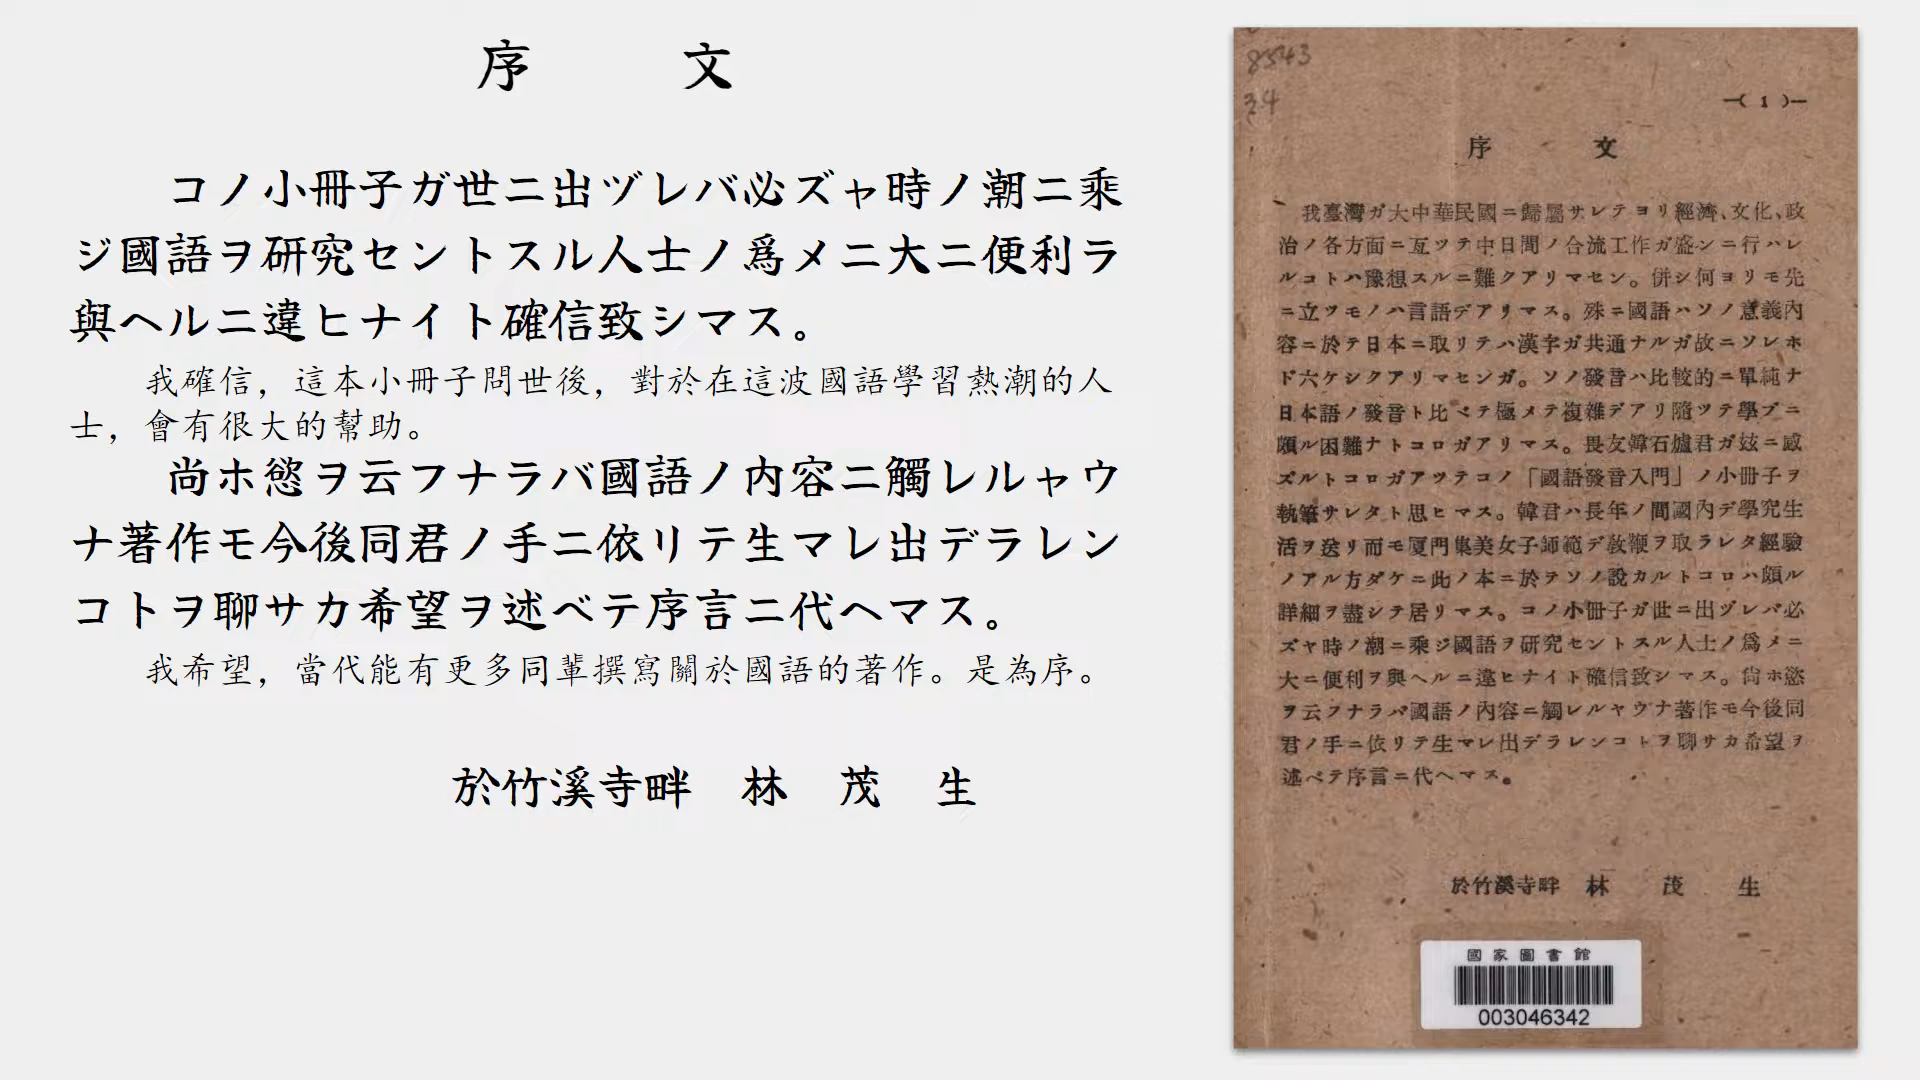 序 文
コノ小冊子ガ世ニ出ヅレバ必ズャ時ノ潮ニ乘
ジ國語ヲ硏究セントスル人士ノ爲メニ大ニ便利ラ
與ヘルニ違ヒナイト確信致シマス。
我確信，這本小冊子問世後，對於在這波國語學習熱潮的人
士，會有很大的幫助。
尚ホ慾ヲ云フナラバ國語ノ内容ニ觸レルャウ
ナ著作モ今後同君ノ手ニ依リテ生マレ出デラレン
コトヲ聊サカ希望ヲ述ベテ序言ニ代ヘマス。
我希望，當代能有更多同輩撰寫關於國語的著作。是為序。
於竹溪寺畔 林 茂 生
8543
34
—( 1 )—
序 文
我臺灣ガ大中華民國ニ歸屬サレテヨリ經濟、文化、政
治ノ各方面ニ亙ツテ中日間ノ合流工作ガ盛ンニ行ハレ
ルコトハ豫想スルニ難クアリマセン。併シ何ヨリモ先
ニ立ツモノハ言語デアリマス。殊ニ國語ハソノ意義内
容ニ於テ日本ニ取リテハ漢字ガ共通ナルガ故ニソレホ
ド六ケシクアリマセンガ。ソノ發音ハ比較的ニ單純ナ
日本語ノ發音ト比ベテ極メテ複雜デアリ隨ツテ學ブニ
頗ル困難ナトコロガアリマス。畏友韓石爐君ガ玆ニ感
ズルトコロガアツテコノ「國語發音入門」ノ小冊子ヲ
執筆サレタト思ヒマス。韓君ハ長年ノ間國内デ學究生
活ヲ送リ而モ厦門集美女子師範デ敎鞭ヲ取ラレタ經驗
ノアル方ダケニ此ノ本ニ於テソノ說カルトコロハ頗ル
詳細ヲ盡シテ居リマス。コノ小冊子ガ世ニ出ヅレバ必
ズャ時ノ潮ニ乘ジ國語ヲ硏究セントスル人士ノ爲メニ
大ニ便利ヲ與ヘルニ違ヒナイト確信致シマス。尙ホ慾
ヲ云フナラバ國語ノ内容ニ觸レルャウナ著作モ今後同
君ノ手ニ依リテ生マレ出デラレンコトヲ聊サカ希望ヲ
述ベテ序言ニ代ヘマス。
於竹溪寺畔 林 茂 生
國家圖書館
003046342